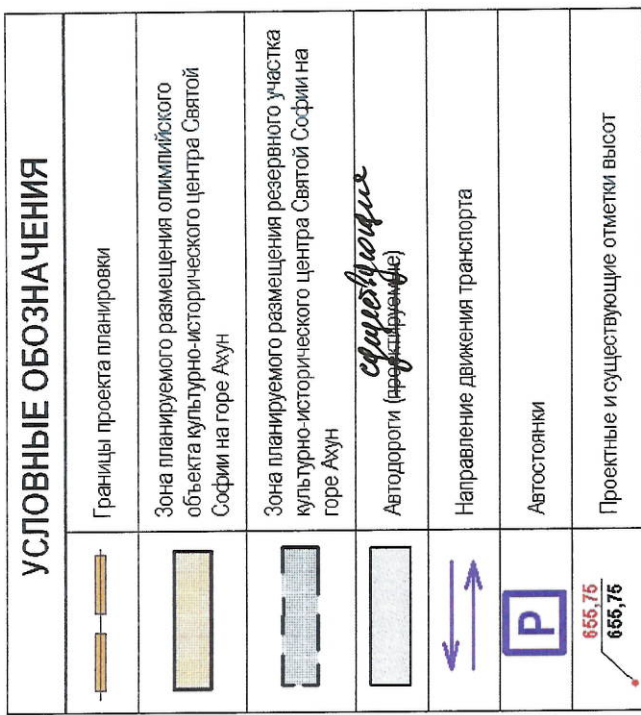 УСЛОВНЫЕ ОБОЗНАЧЕНИЯ
Границы проекта планировки
Зона планируемого размещения олимпийского
объекта культурно-исторического центра Святой
Софии на горе Ахун
Зона планируемого размещения резервного участка
культурно-исторического центра Святой Софии на
горе Ахун
существующие
Автодороги (проектируемые)
Направление движения транспорта
P
Автостоянки
655,75
655,75
Проектные и существующие отметки высот